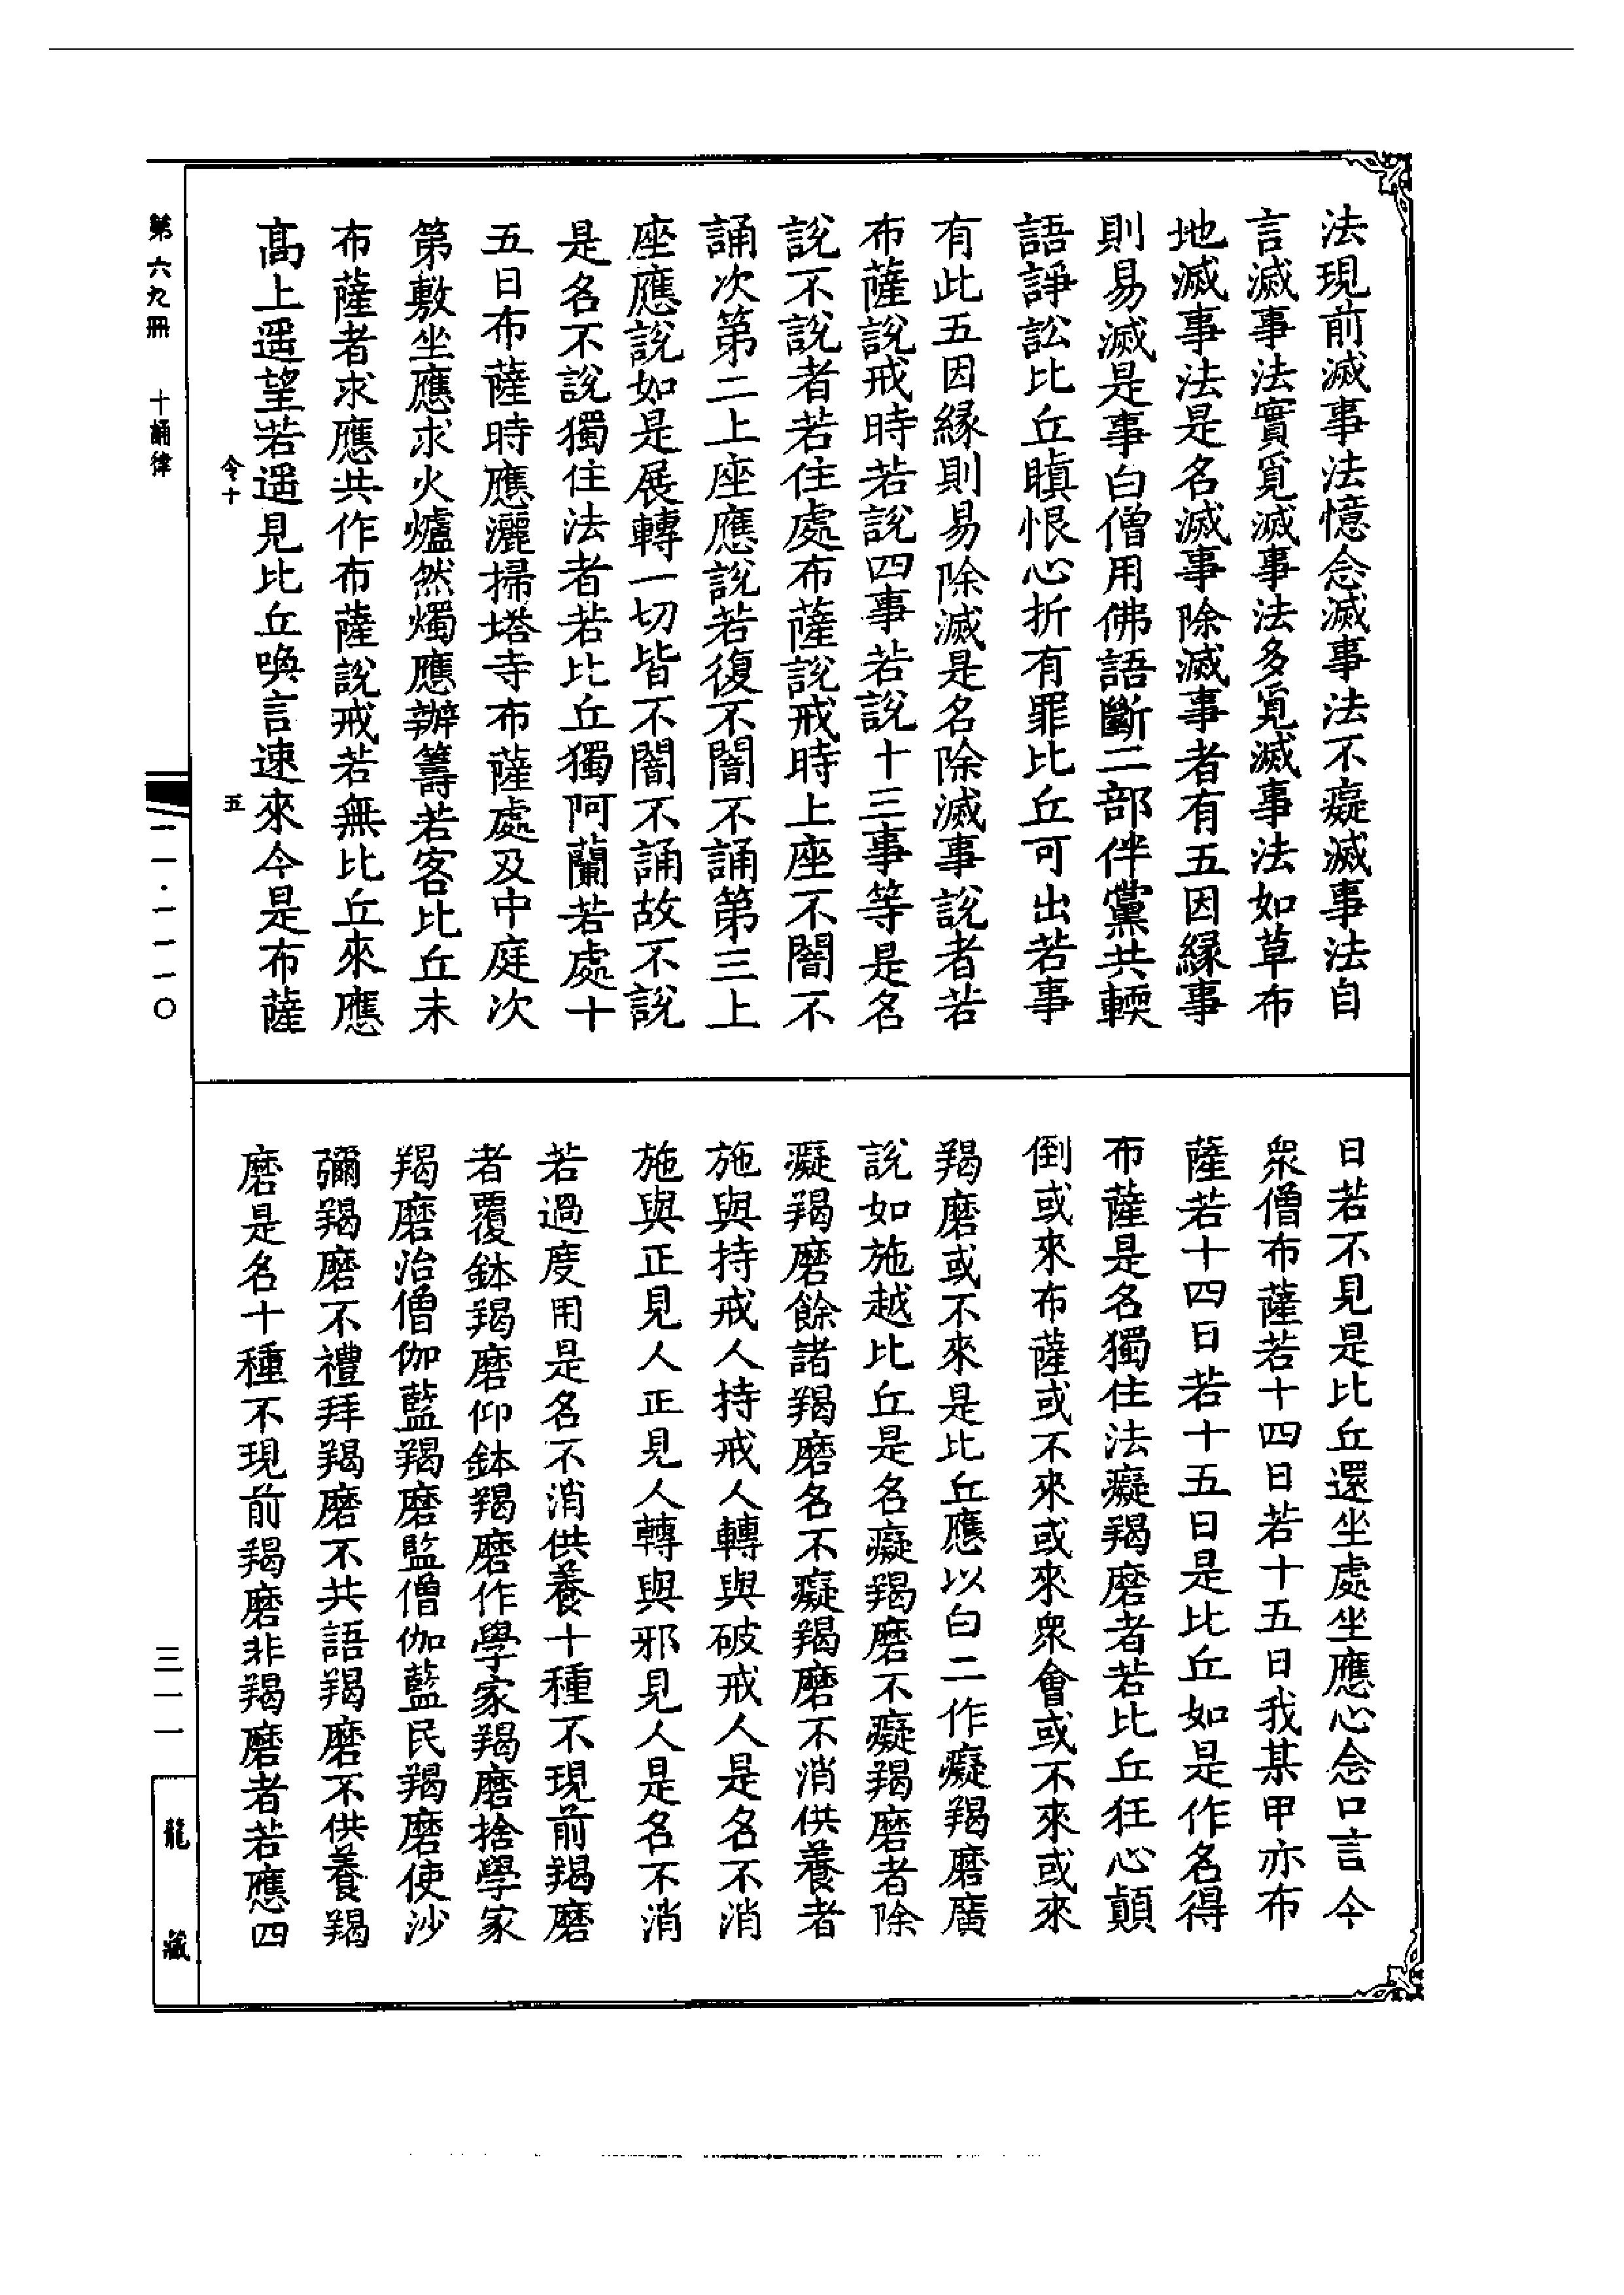 法現前滅事法憶念滅事法不癡滅事法自
言滅事法實覓滅事法多覓滅事法如草布
地滅事法是名滅事除滅事者有五因緣事
則易滅是事白僧用佛語斷二部伴黨共輭
語諍訟比丘瞋恨心折有罪比丘可出若事
有此五因緣則易除滅是名除滅事說者若
布薩說戒時若說四事若說十三事等是名
說不說者若住處布薩說戒時上座不闇不
誦次第二上座應說若復不闇不誦第三上
座應說如是展轉一切皆不闇不誦故不說
是名不說獨住法者若比丘獨阿蘭若處十
五日布薩時應灑掃塔寺布薩處及中庭次
第敷坐應求火爐然燭應辦籌若客比丘未
布薩者求應共作布薩說戒若無比丘來應
高上遥望若遥見比丘喚言速來今是布薩
令十 五
日若不見是比丘還坐處坐應心念口言今
眾僧布薩若十四日若十五日我某甲亦布
薩若十四日若十五日是比丘如是作名得
布薩是名獨住法癡羯磨者若比丘狂心顛
倒或來布薩或不來或來眾會或不來或來
羯磨或不來是比丘應以白二作癡羯磨廣
說如施越比丘是名癡羯磨不癡羯磨者除
癡羯磨餘諸羯磨名不癡羯磨不消供養者
施與持戒人持戒人轉與破戒人是名不消
施與正見人正見人轉與邪見人是名不消
若過度用是名不消供養十種不現前羯磨
者覆鉢羯磨仰鉢羯磨作學家羯磨捨學家
羯磨治僧伽藍羯磨監僧伽藍民羯磨使沙
彌羯磨不禮拜羯磨不共語羯磨不供養羯
磨是名十種不現前羯磨非羯磨者若應四
第六九冊 十誦律
一一·一一一〇
三一一
龍藏